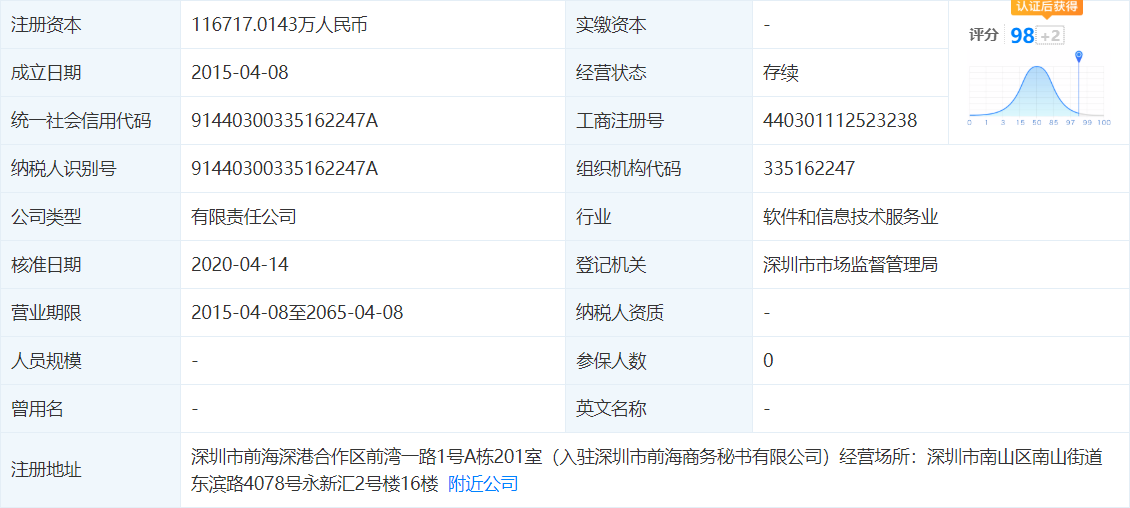 认证后获得
注册资本 116717.0143万人民币 实缴资本 - 评分 98 +2
成立日期 2015-04-08 经营状态 存续
统一社会信用代码 91440300335162247A 工商注册号 440301112523238
0 1 3 15 50 85 97 99 100
纳税人识别号 91440300335162247A 组织机构代码 335162247
公司类型 有限责任公司 行业 软件和信息技术服务业
核准日期 2020-04-14 登记机关 深圳市市场监督管理局
营业期限 2015-04-08至2065-04-08 纳税人资质 -
人员规模 - 参保人数 0
曾用名 - 英文名称 -
注册地址 深圳市前海深港合作区前湾一路1号A栋201室（入驻深圳市前海商务秘书有限公司）经营场所：深圳市南山区南山街道
东滨路4078号永新汇2号楼16楼 附近公司